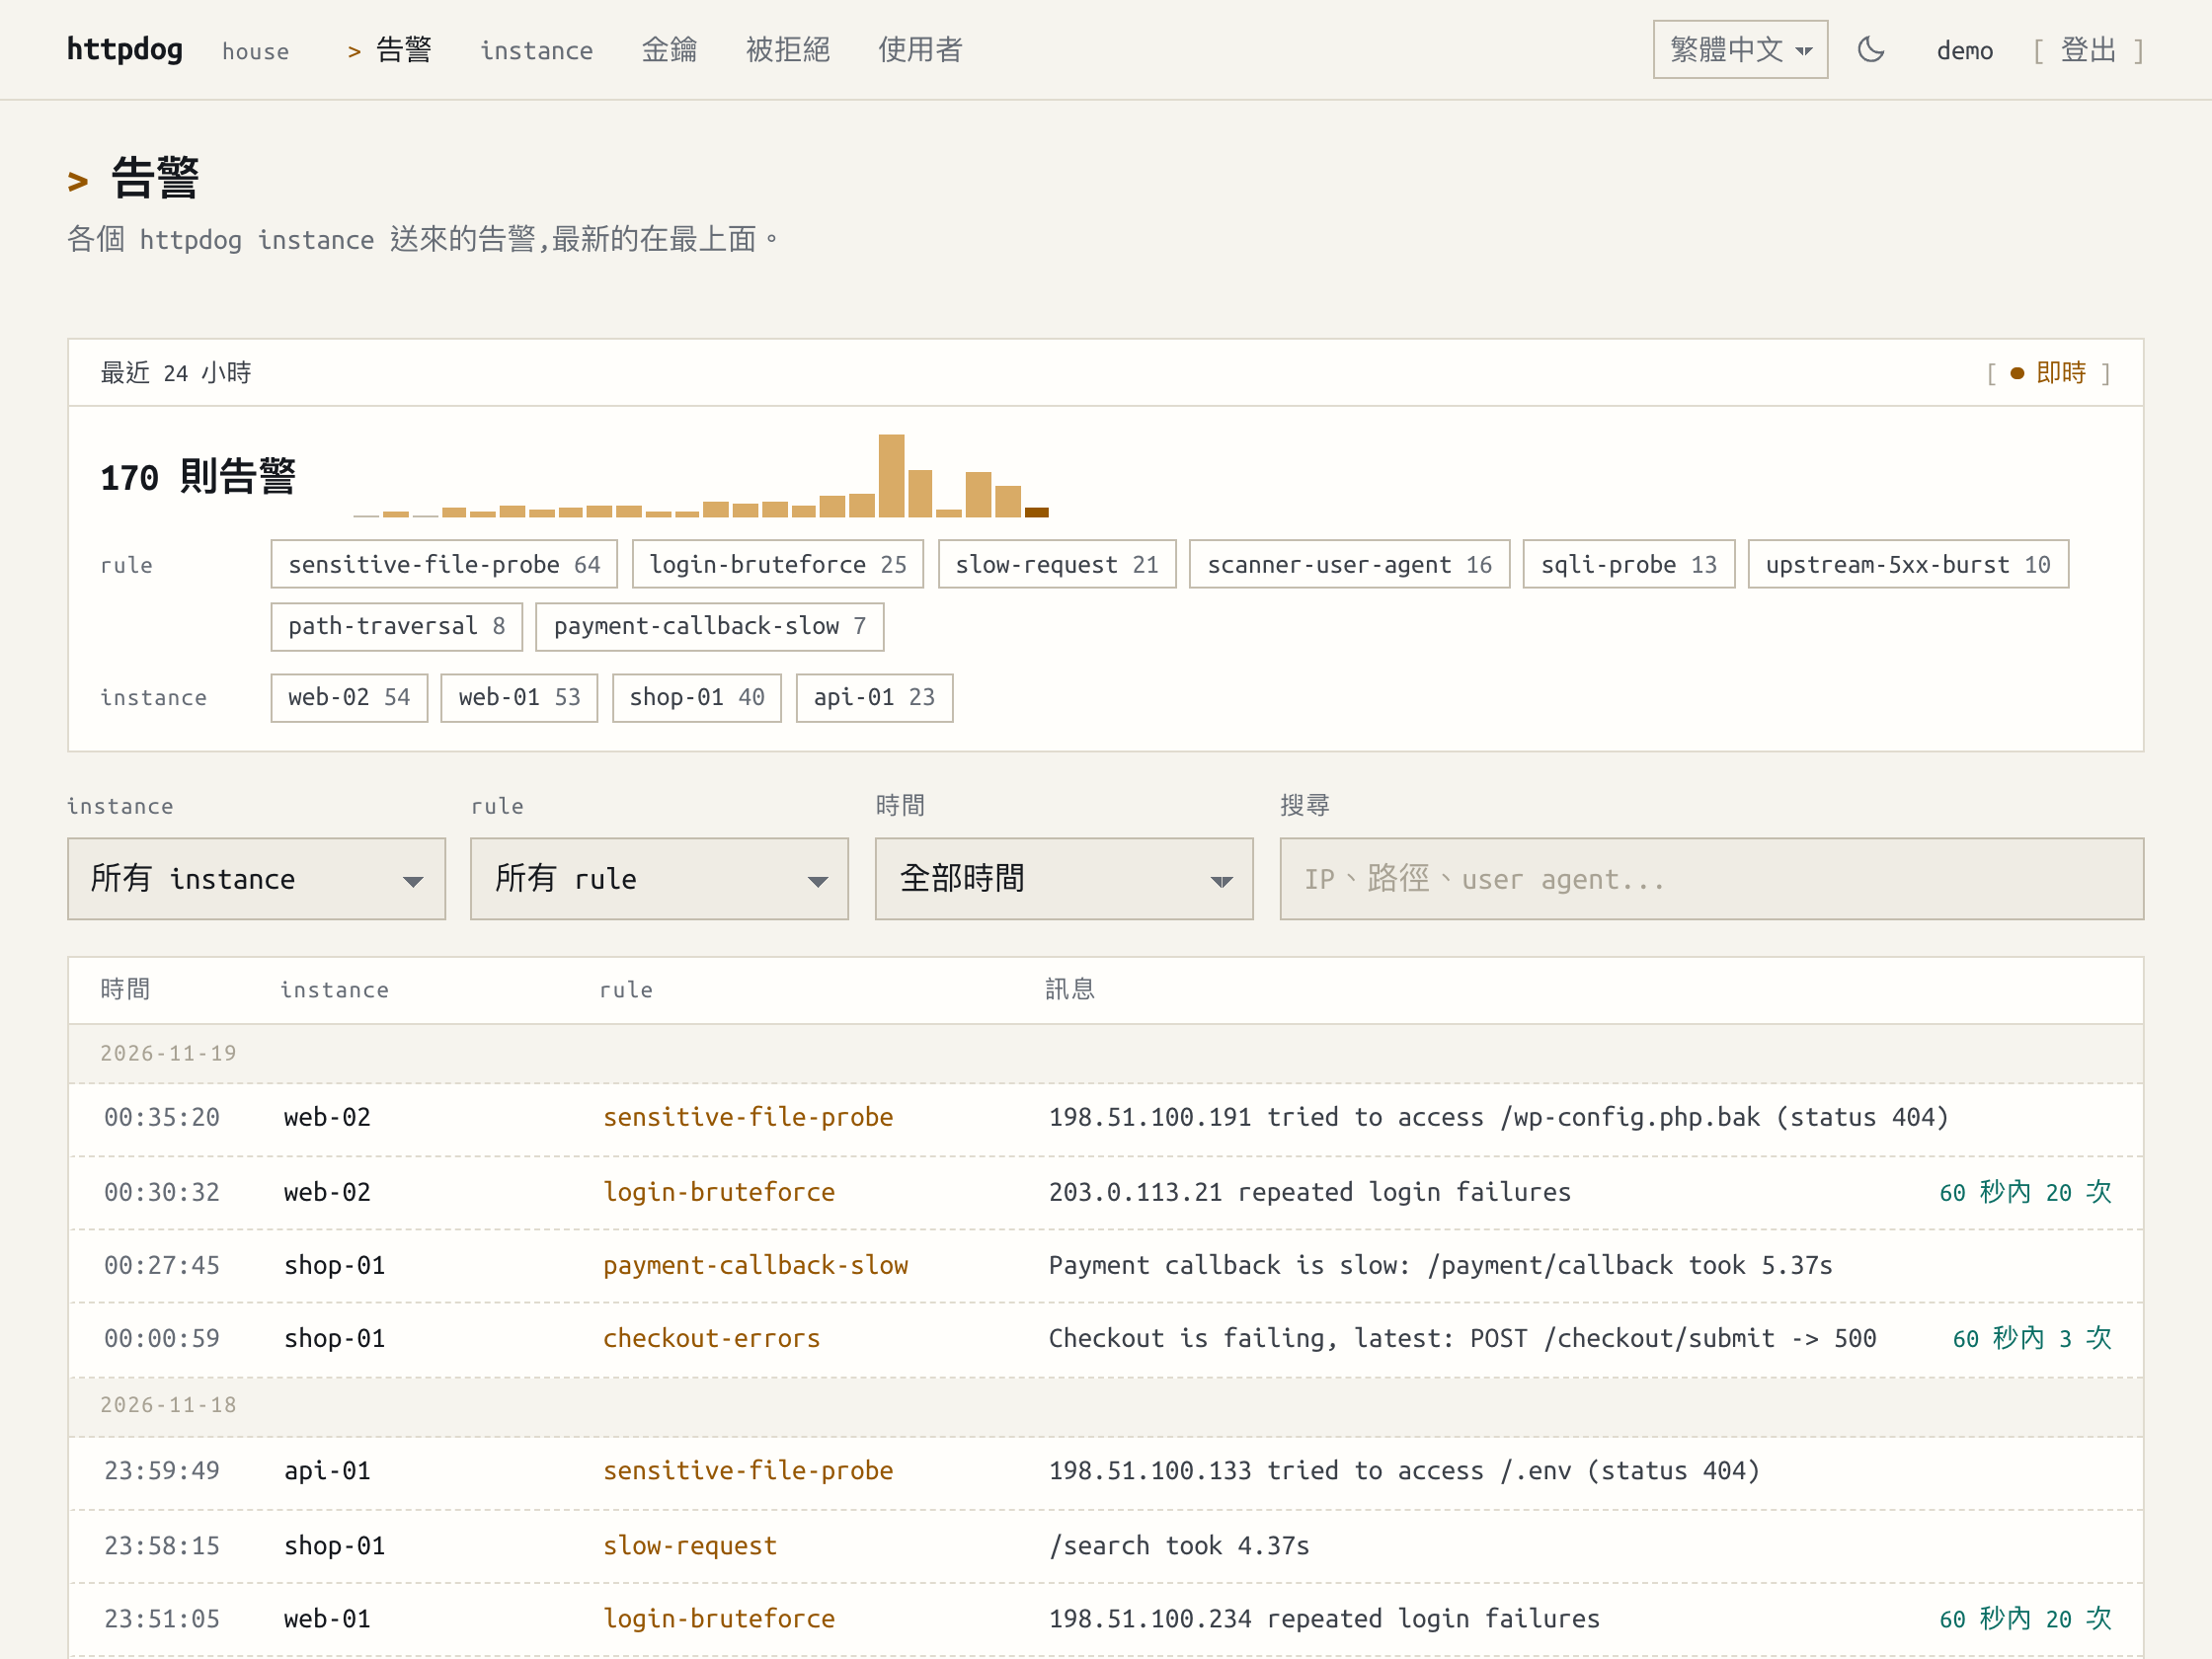 httpdog house > 告警 instance 金鑰 被拒絕 使用者 繁體中文 demo [ 登出 ]
> 告警
各個 httpdog instance 送來的告警,最新的在最上面。
最近 24 小時 [ ● 即時 ]
170 則告警
rule sensitive-file-probe 64 login-bruteforce 25 slow-request 21 scanner-user-agent 16 sqli-probe 13 upstream-5xx-burst 10
path-traversal 8 payment-callback-slow 7
instance web-02 54 web-01 53 shop-01 40 api-01 23
instance rule 時間 搜尋
所有 instance 所有 rule 全部時間 IP、路徑、user agent...
時間 instance rule 訊息
2026-11-19
00:35:20 web-02 sensitive-file-probe 198.51.100.191 tried to access /wp-config.php.bak (status 404)
00:30:32 web-02 login-bruteforce 203.0.113.21 repeated login failures 60 秒內 20 次
00:27:45 shop-01 payment-callback-slow Payment callback is slow: /payment/callback took 5.37s
00:00:59 shop-01 checkout-errors Checkout is failing, latest: POST /checkout/submit -> 500 60 秒內 3 次
2026-11-18
23:59:49 api-01 sensitive-file-probe 198.51.100.133 tried to access /.env (status 404)
23:58:15 shop-01 slow-request /search took 4.37s
23:51:05 web-01 login-bruteforce 198.51.100.234 repeated login failures 60 秒內 20 次